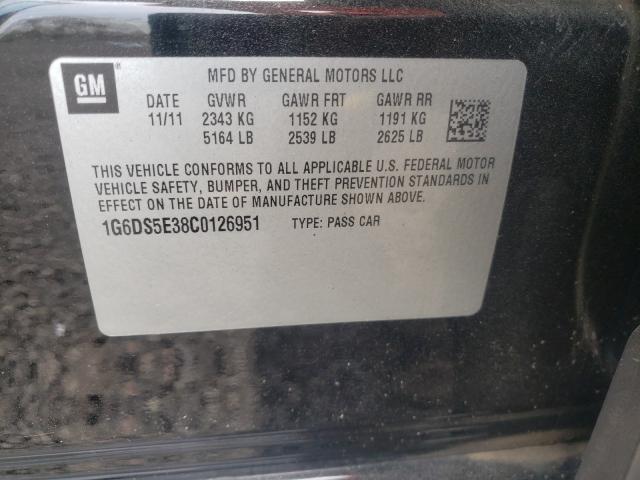 GM
MFD BY GENERAL MOTORS LLC
DATE GVWR GAWR FRT GAWR RR
11/11 2343 KG 1152 KG 1191 KG
5164 LB 2539 LB 2625 LB
THIS VEHICLE CONFORMS TO ALL APPLICABLE U.S. FEDERAL MOTOR
VEHICLE SAFETY, BUMPER, AND THEFT PREVENTION STANDARDS IN
EFFECT ON THE DATE OF MANUFACTURE SHOWN ABOVE.
1G6DS5E38C0126951 TYPE: PASS CAR